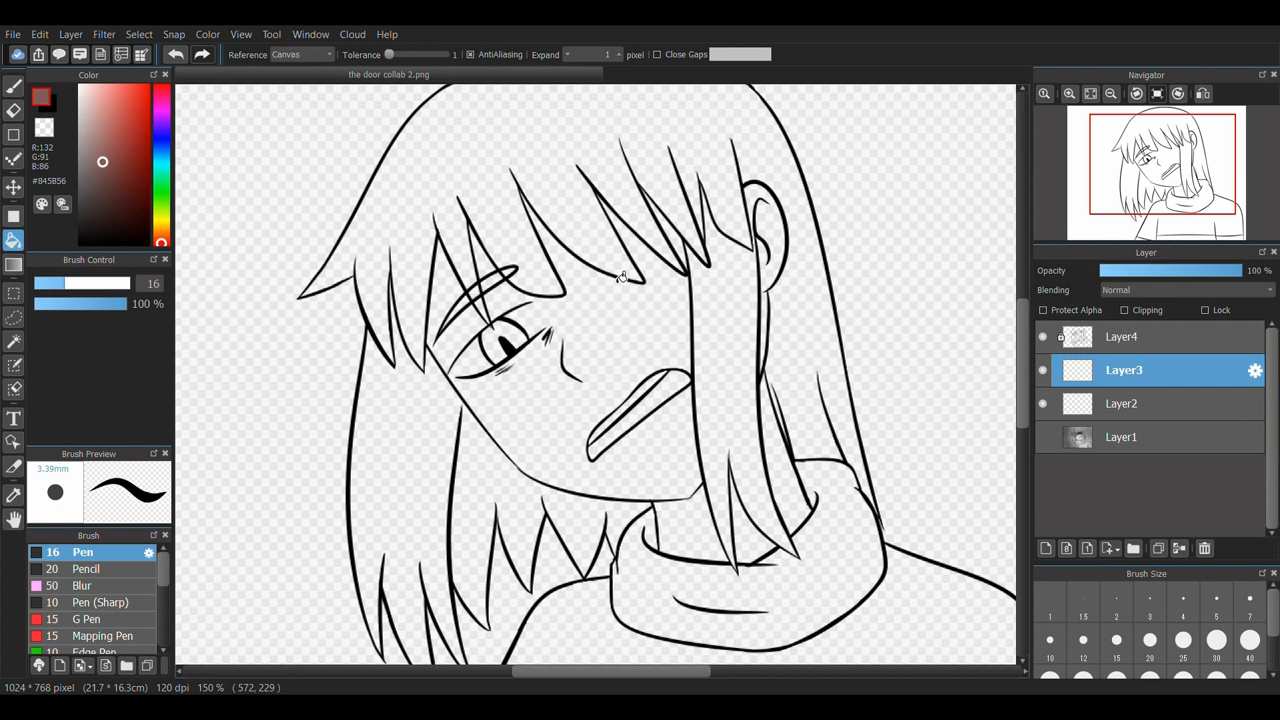 File Edit Layer Filter Select Snap Color View Tool Window Cloud Help
Reference Canvas Tolerance 1 AntiAliasing Expand 1 pixel Close Gaps
Color
the door collab 2.png
Navigator
R:132
G:91
B:86
#845B56
Brush Control
16
100 %
Layer
Opacity 100 %
Blending Normal
Protect Alpha Clipping Lock
Layer4
Layer3
Layer2
Layer1
Brush Preview
3.39mm
Brush
16 Pen
20 Pencil
50 Blur
10 Pen (Sharp)
15 G Pen
15 Mapping Pen
10 Edge Pen
Brush Size
1 1.5 2 3 4 5 7
10 12 15 20 25 30 40
1024 * 768 pixel (21.7 * 16.3cm) 120 dpi 150 % ( 572, 229 )